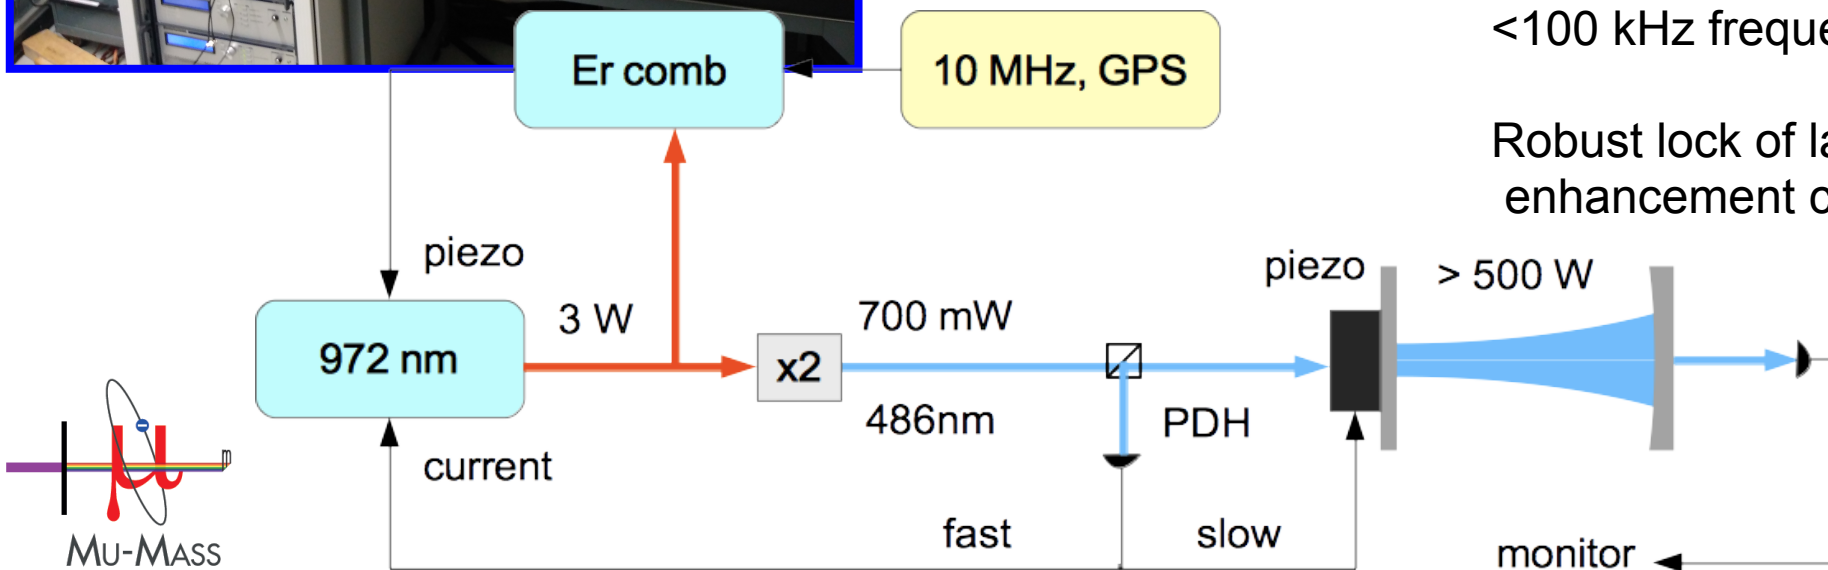 <100 kHz freque
Er comb
10 MHz, GPS
Robust lock of la
enhancement c
piezo
piezo
> 500 W
3 W
700 mW
972 nm
x2
486nm
PDH
current
fast
slow
monitor
µ
MU-MASS